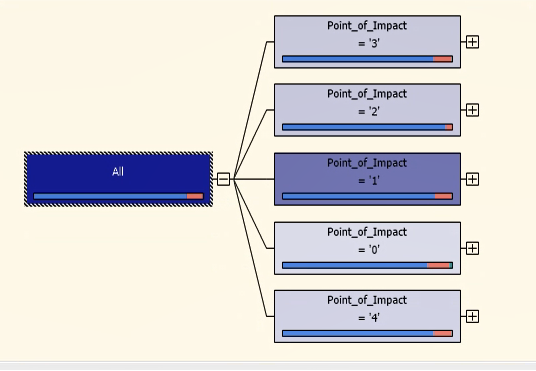 Point_of_Impact
= '3'
Point_of_Impact
= '2'
All
Point_of_Impact
= '1'
Point_of_Impact
= '0'
Point_of_Impact
= '4'